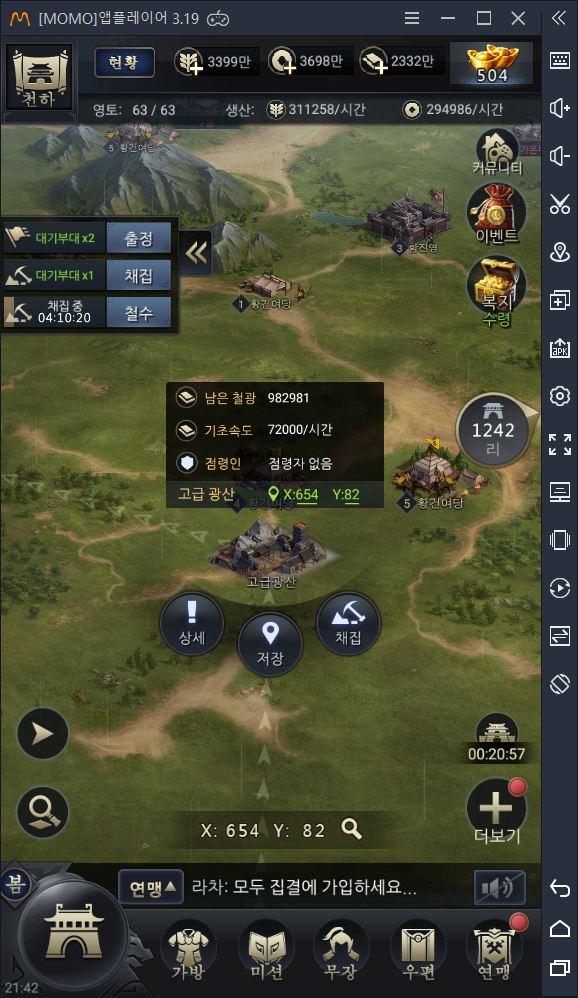 [MOMO]앱플레이어 3.19
천하
현황
3399만
3698만
2332만
504
영토: 63 / 63
생산:
311258/시간
294986/시간
5 황건여당
커뮤니티
3 황진영
대기부대 x2
출정
이벤트
대기부대 x1
채집
1 황건여당
채집 중
04:10:20
철수
복지
수령
남은 철광 982981
기초속도 72000/시간
점령인 점령자 없음
고급 광산 X:654 Y:82
1242
리
4 황건여당
5 황건여당
고급광산
상세
저장
채집
00:20:57
더보기
X: 654 Y: 82
봄
연맹
라차: 모두 집결에 가입하세요...
가방
미션
무장
우편
연맹
21:42
APK